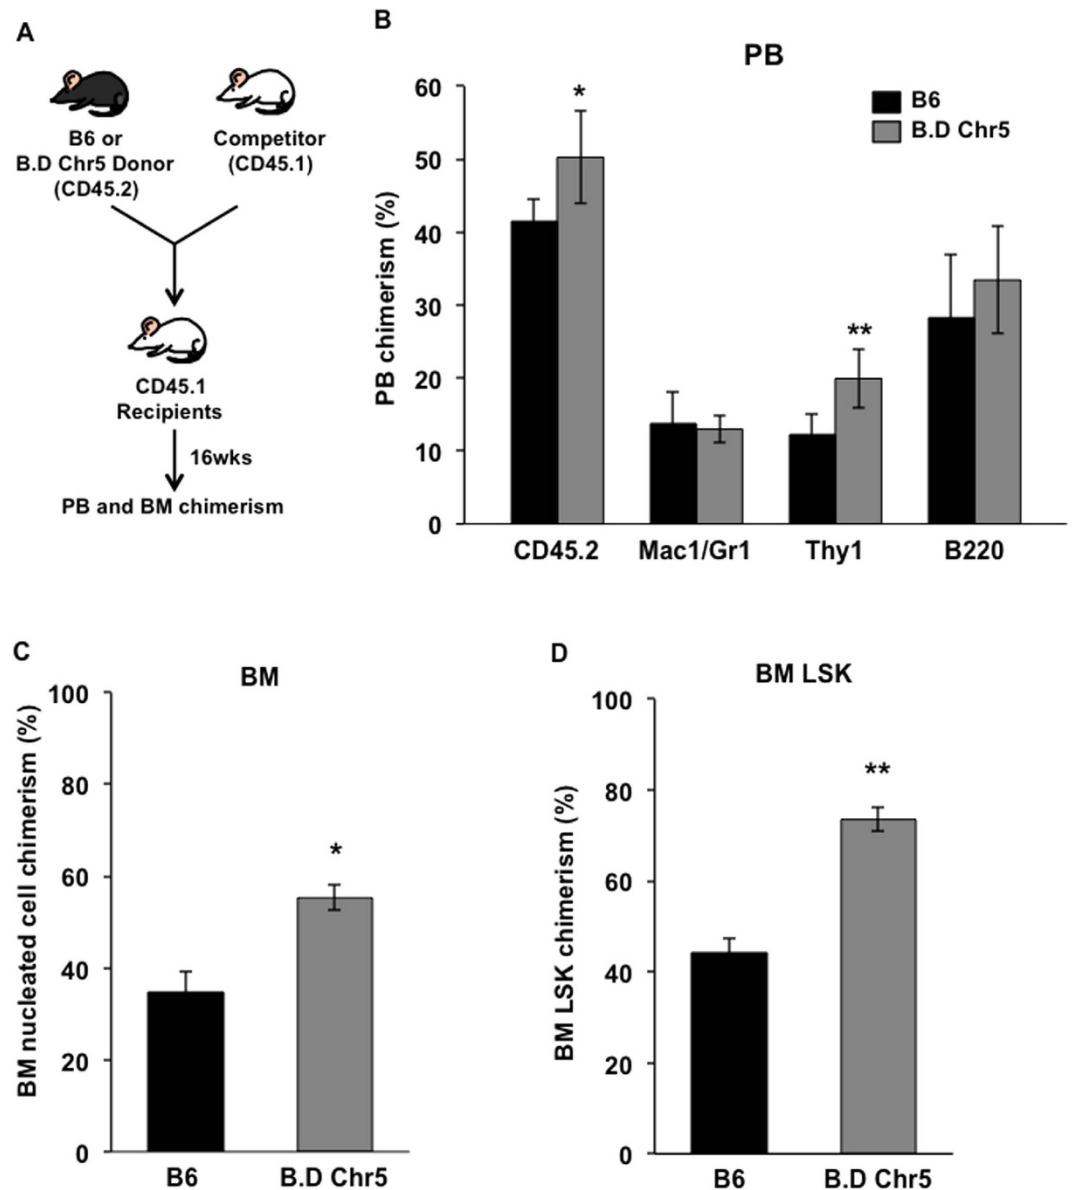 A
B6 or
B.D Chr5 Donor
(CD45.2)
Competitor
(CD45.1)
CD45.1
Recipients
16wks
PB and BM chimerism
B
PB
B6
B.D Chr5
PB chimerism (%)
60
50
40
30
20
10
0
*
**
CD45.2 Mac1/Gr1 Thy1 B220
C
BM
BM nucleated cell chimerism (%)
100
80
60
40
20
0
*
B6 B.D Chr5
D
BM LSK
BM LSK chimerism (%)
100
80
60
40
20
0
**
B6 B.D Chr5